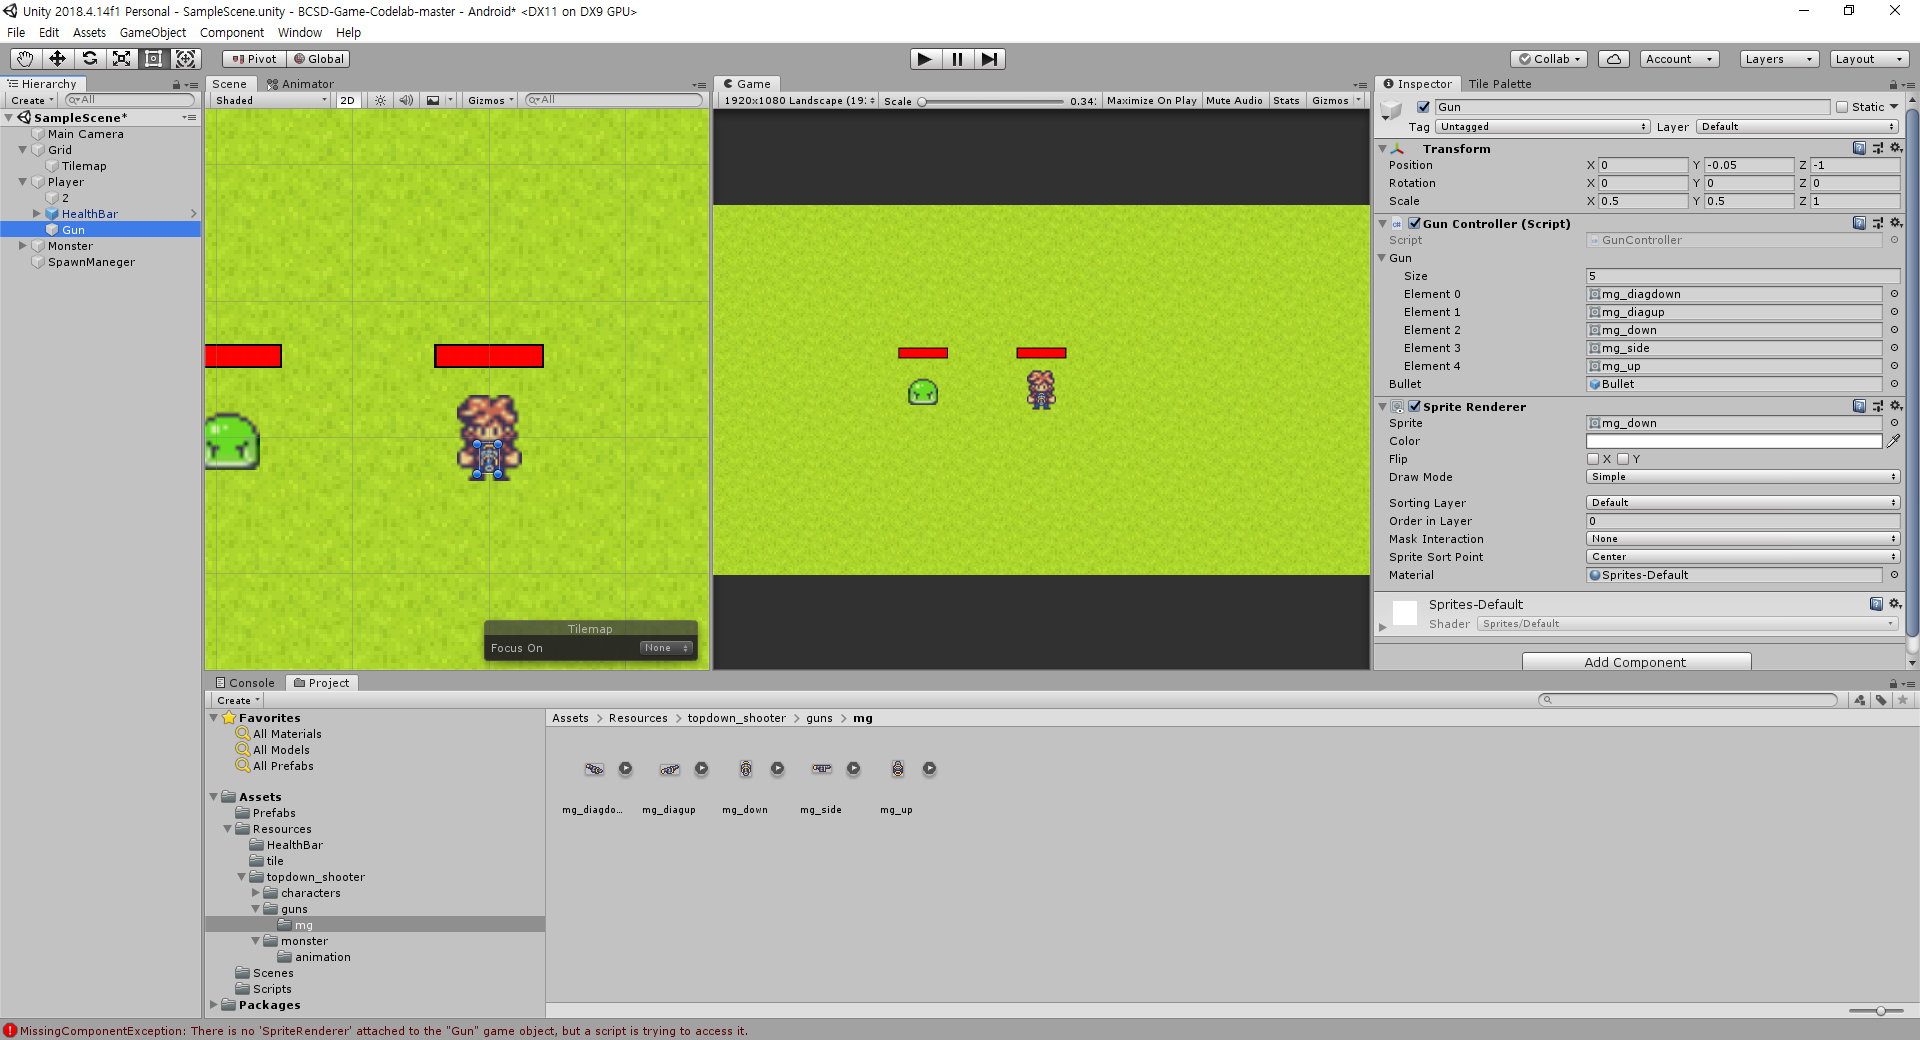 Unity 2018.4.14f1 Personal - SampleScene.unity - BCSD-Game-Codelab-master - Android* <DX11 on DX9 GPU>
File Edit Assets GameObject Component Window Help
Pivot Global Collab Account Layers Layout
Hierarchy
Create All
SampleScene*
Main Camera
Grid
Tilemap
Player
2
HealthBar
Gun
Monster
SpawnManeger
Scene Animator
Shaded 2D Gizmos All
Tilemap
Focus On None
Game
1920x1080 Landscape (19: Scale 0.34: Maximize On Play Mute Audio Stats Gizmos
Inspector Tile Palette
Gun Static
Tag Untagged Layer Default
Transform
Position X 0 Y -0.05 Z -1
Rotation X 0 Y 0 Z 0
Scale X 0.5 Y 0.5 Z 1
Gun Controller (Script)
Script GunController
Gun
Size 5
Element 0 mg_diagdown
Element 1 mg_diagup
Element 2 mg_down
Element 3 mg_side
Element 4 mg_up
Bullet Bullet
Sprite Renderer
Sprite mg_down
Color
Flip X Y
Draw Mode Simple
Sorting Layer Default
Order in Layer 0
Mask Interaction None
Sprite Sort Point Center
Material Sprites-Default
Sprites-Default
Shader Sprites/Default
Add Component
Console Project
Create
Favorites
All Materials
All Models
All Prefabs
Assets
Prefabs
Resources
HealthBar
tile
topdown_shooter
characters
guns
mg
monster
animation
Scenes
Scripts
Packages
Assets > Resources > topdown_shooter > guns > mg
mg_diagdo... mg_diagup mg_down mg_side mg_up
MissingComponentException: There is no 'SpriteRenderer' attached to the "Gun" game object, but a script is trying to access it.